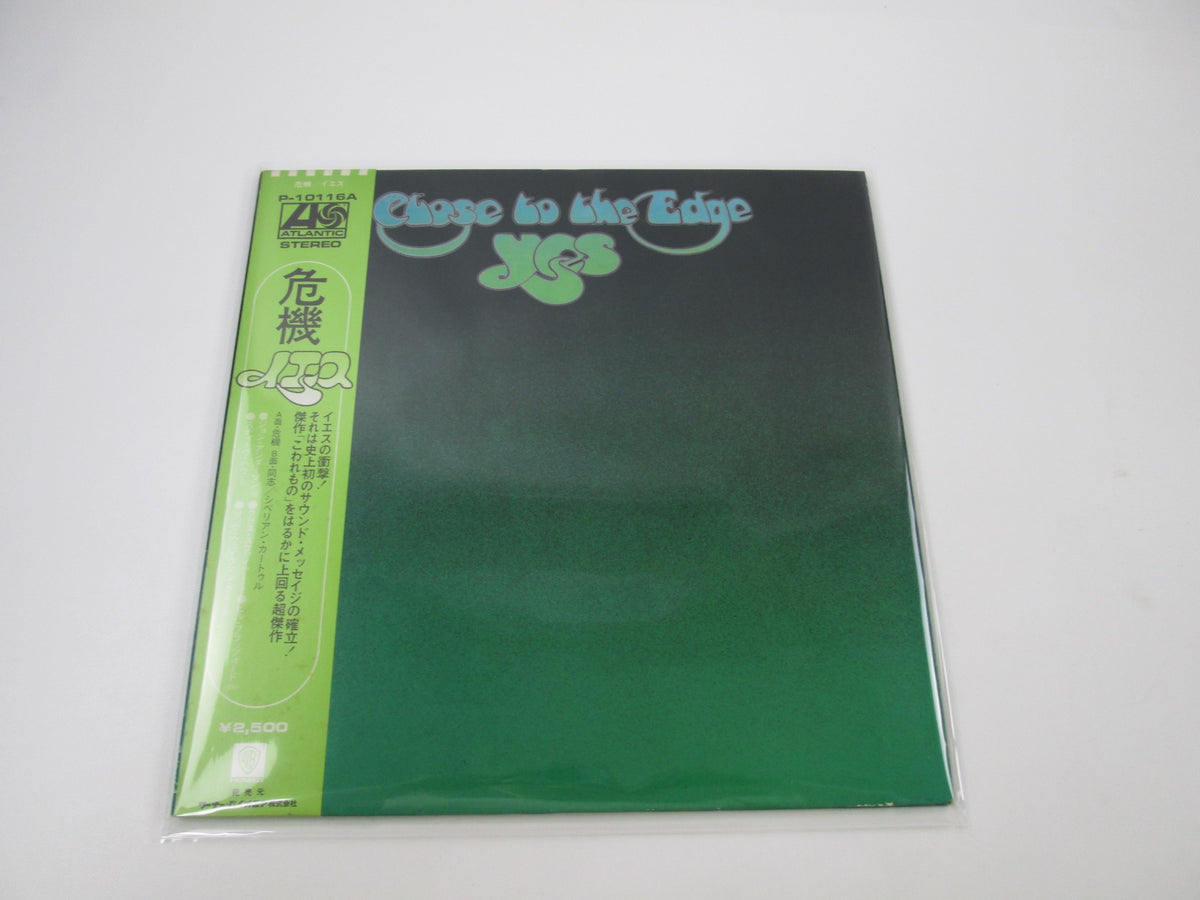 危機 イエス
P-10116A
ATLANTIC
STEREO
危機
イエス
イエスの衝撃!
それは史上初のサウンド・メッセイジの確立!
傑作「こわれもの」をはるかに上回る超傑作
A面・危機 B面・同志/シベリアン・カートゥル
¥2,500
発売元
Close to the Edge
yes